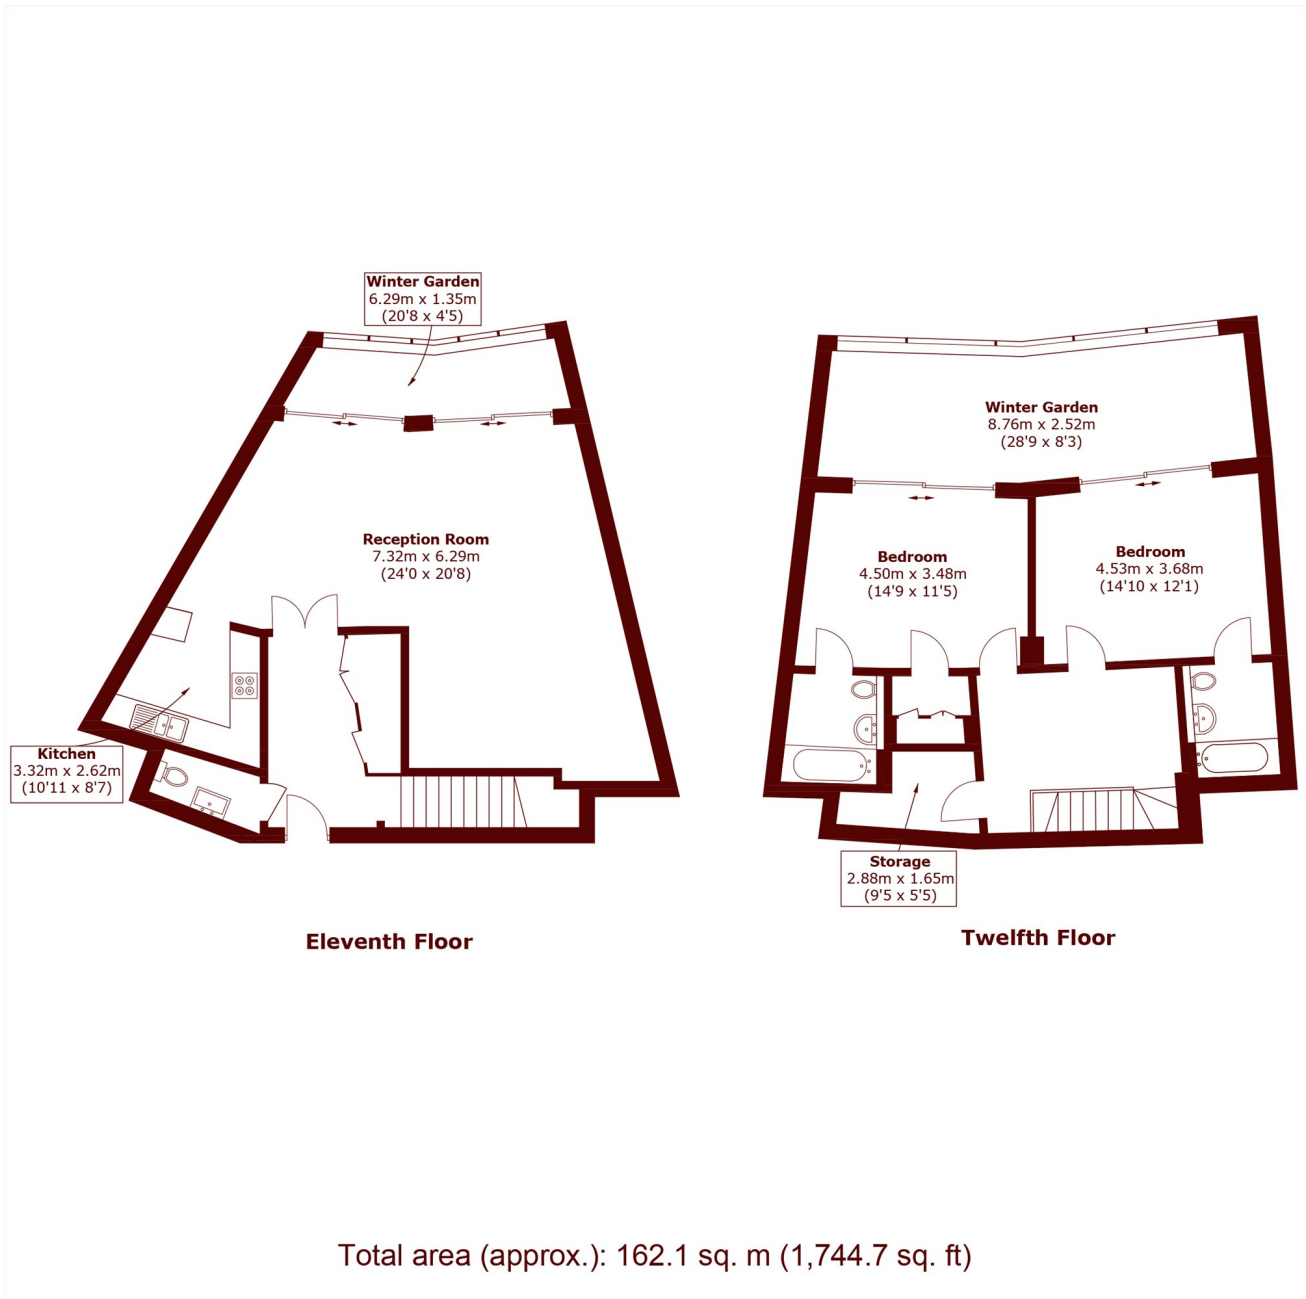 Winter Garden
6.29m x 1.35m
(20'8 x 4'5)
Reception Room
7.32m x 6.29m
(24'0 x 20'8)
Kitchen
3.32m x 2.62m
(10'11 x 8'7)
Eleventh Floor
Winter Garden
8.76m x 2.52m
(28'9 x 8'3)
Bedroom
4.50m x 3.48m
(14'9 x 11'5)
Bedroom
4.53m x 3.68m
(14'10 x 12'1)
Storage
2.88m x 1.65m
(9'5 x 5'5)
Twelfth Floor
Total area (approx.): 162.1 sq. m (1,744.7 sq. ft)